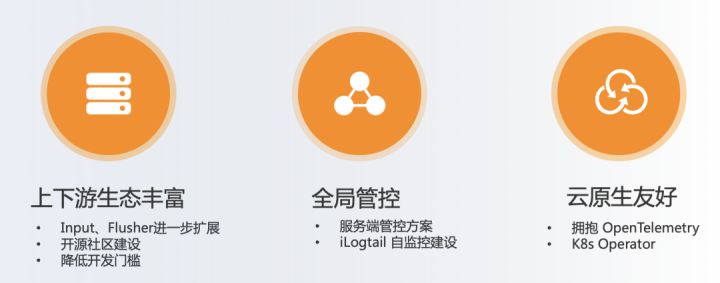 上下游生态丰富
• Input、Flusher进一步扩展
• 开源社区建设
• 降低开发门槛
全局管控
• 服务端管控方案
• iLogtail 自监控建设
云原生友好
• 拥抱 OpenTelemetry
• K8s Operator